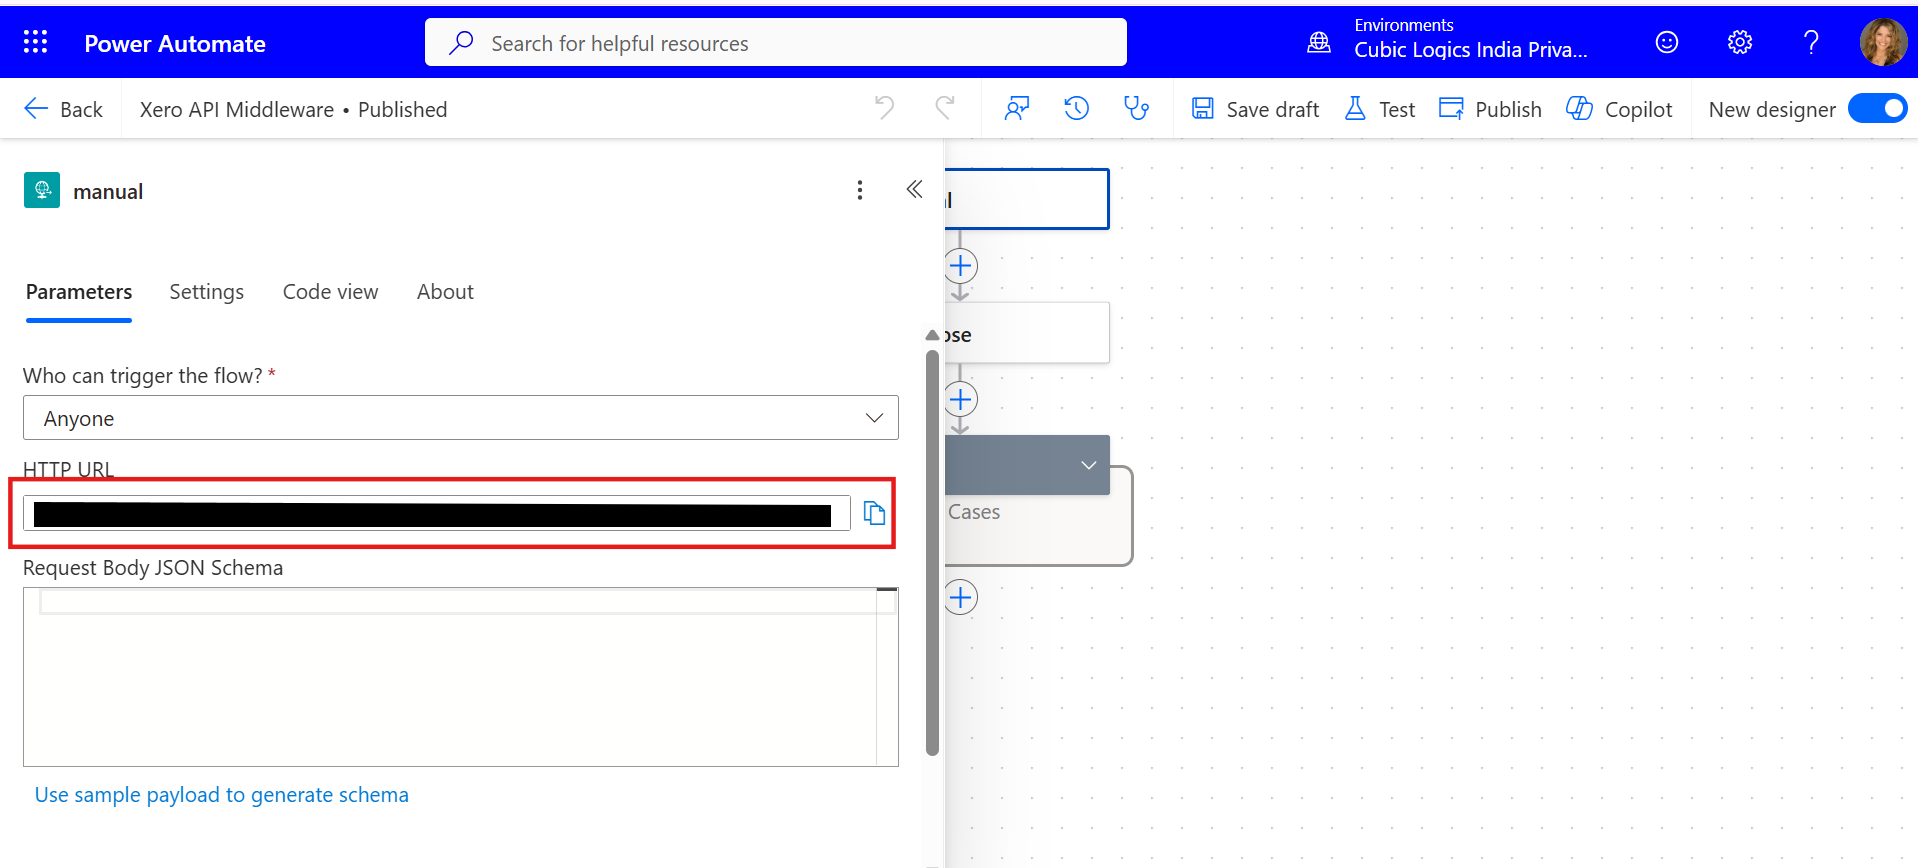 Power Automate
Search for helpful resources
Environments
Cubic Logics India Priva...
Back
Xero API Middleware • Published
Save draft
Test
Publish
Copilot
New designer
manual
Parameters
Settings
Code view
About
Who can trigger the flow? *
Anyone
HTTP URL
Request Body JSON Schema
Use sample payload to generate schema
l
ose
Cases